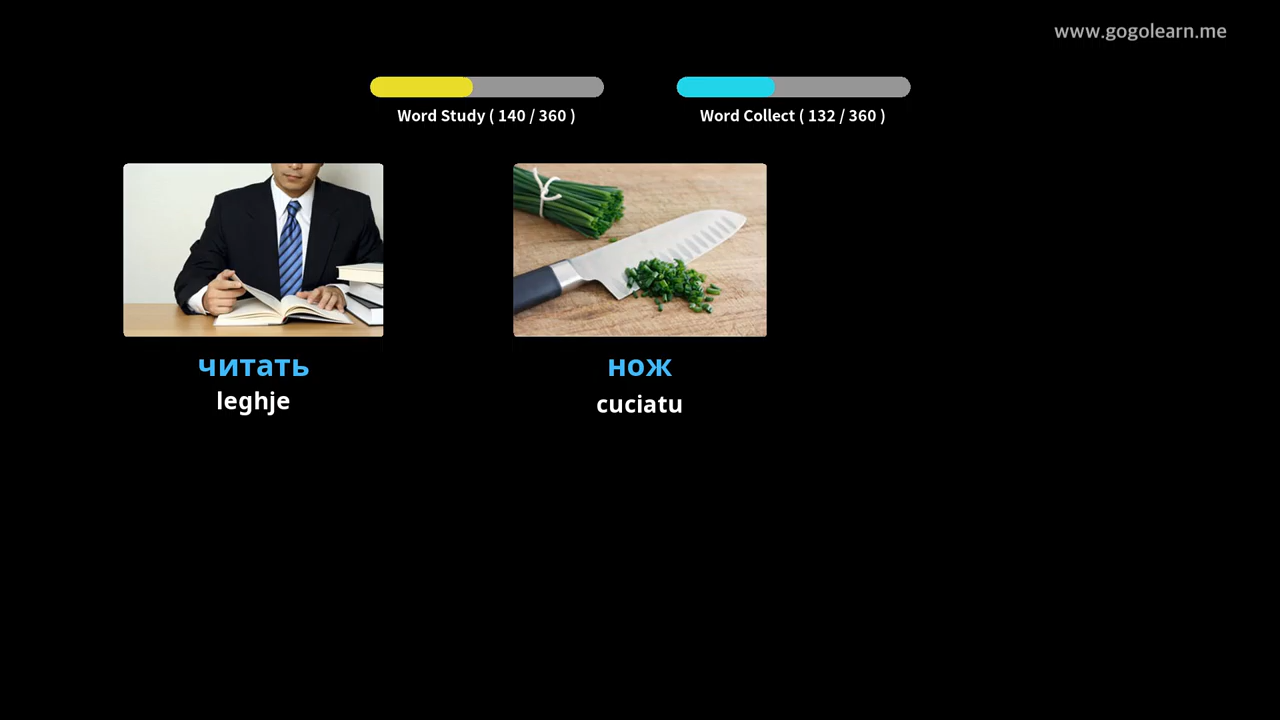 www.gogolearn.me
Word Study ( 140 / 360 )
Word Collect ( 132 / 360 )
читать
leghje
нож
cuciatu